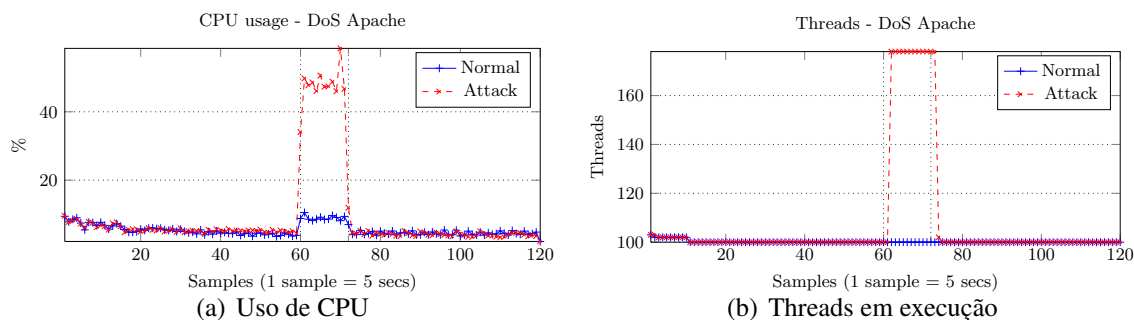 CPU usage - DoS Apache
%
40
20
Normal
Attack
20 40 60 80 100 120
Samples (1 sample = 5 secs)
(a) Uso de CPU
Threads - DoS Apache
Threads
160
140
120
100
Normal
Attack
20 40 60 80 100 120
Samples (1 sample = 5 secs)
(b) Threads em execução